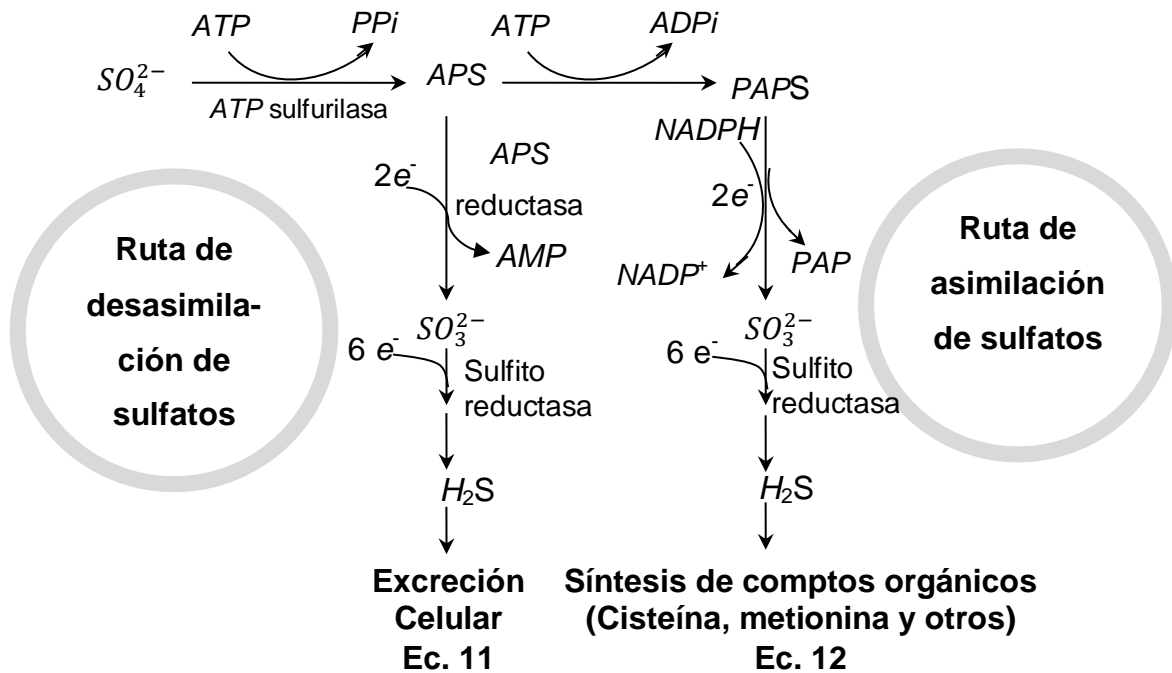 ATP PPi ATP ADPi
SO₄²⁻ APS PAPS
ATP sulfurilasa
NADPH
APS
reductasa
2e⁻
2e⁻
AMP
NADP⁺
PAP
Ruta de
desasimila-
ción de
sulfatos
Ruta de
asimilación
de sulfatos
SO₃²⁻
6 e⁻
Sulfito
reductasa
H₂S
Excreción
Celular
Ec. 11
SO₃²⁻
6 e⁻
Sulfito
reductasa
H₂S
Síntesis de comptos orgánicos
(Cisteína, metionina y otros)
Ec. 12